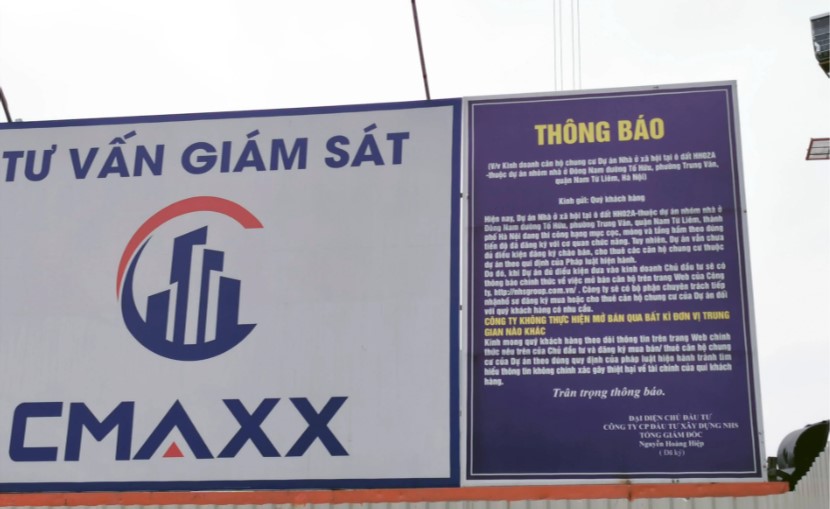 TƯ VẤN GIÁM SÁT
CMAXX
THÔNG BÁO
(V/v Kinh doanh căn hộ chung cư Dự án Nhà ở xã hội tại ô đất HH02A
-thuộc dự án nhóm nhà ở Đông Nam đường Tố Hữu, phường Trung Văn,
quận Nam Từ Liêm, Hà Nội)
Kính gửi: Quý khách hàng
Hiện nay, Dự án Nhà ở xã hội tại ô đất HH02A-thuộc dự án nhóm nhà ở
Đông Nam đường Tố Hữu, phường Trung Văn, quận Nam Từ Liêm, thành
phố Hà Nội đang thi công hạng mục cọc, móng và tầng hầm theo đúng
tiến độ đã đăng ký với cơ quan chức năng. Tuy nhiên, Dự án vẫn chưa
đủ điều kiện đăng ký chào bán, cho thuê các căn hộ chung cư thuộc
dự án theo qui định của Pháp luật hiện hành.
Do đó, khi Dự án đủ điều kiện đưa vào kinh doanh Chủ đầu tư sẽ có
thông báo chính thức về việc mở bán căn hộ trên trang Web của Công
ty, http://nhsgroup.com.vn/ . Công ty sẽ có bộ phận chuyên trách tiếp
nhậnhồ sơ đăng ký mua hoặc cho thuê căn hộ chung cư của Dự án đối
với quý khách hàng có nhu cầu.
CÔNG TY KHÔNG THỰC HIỆN MỞ BÁN QUA BẤT KÌ ĐƠN VỊ TRUNG
GIAN NÀO KHÁC
Kính mong quý khách hàng theo dõi thông tin trên trang Web chính
thức nêu trên của Chủ đầu tư và đăng ký mua bán/ thuê căn hộ chung
cư của Dự án theo đúng quy định của pháp luật hiện hành tránh tìm
hiểu thông tin không chính xác gây thiệt hại về tài chính của quí khách
hàng.
Trân trọng thông báo.
ĐẠI DIỆN CHỦ ĐẦU TƯ
CÔNG TY CP ĐẦU TƯ XÂY DỰNG NHS
TỔNG GIÁM ĐỐC
Nguyễn Hoàng Hiệp
( Đã ký)